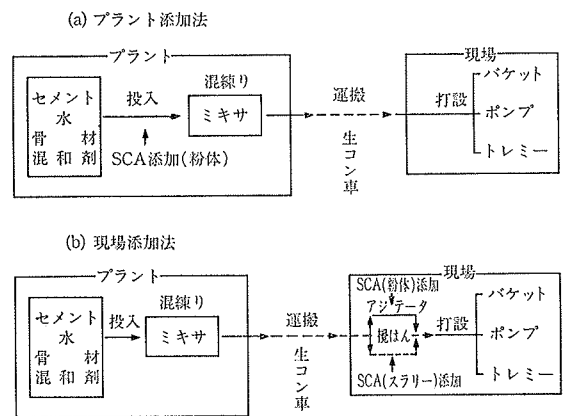 (a) プラント添加法
プラント
セメント
水
骨 材
混 和 剤
投入
SCA添加(粉体)
混練り
ミキサ
運搬
生コン車
現場
打設
バケット
ポンプ
トレミー
(b) 現場添加法
プラント
セメント
水
骨 材
混 和 剤
投入
混練り
ミキサ
運搬
生コン車
現場
SCA(粉体)添加
アジテータ
攪はん
SCA(スラリー)添加
打設
バケット
ポンプ
トレミー